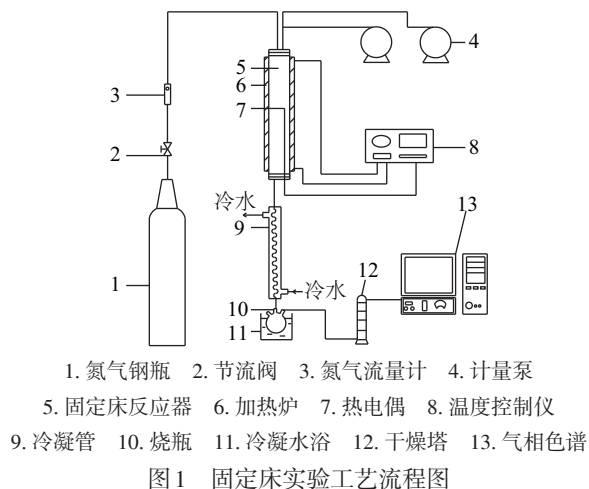 5
4
6
3
7
2
8
冷水
13
9
12
1
冷水
10
11
1. 氮气钢瓶 2. 节流阀 3. 氮气流量计 4. 计量泵
5. 固定床反应器 6. 加热炉 7. 热电偶 8. 温度控制仪
9. 冷凝管 10. 烧瓶 11. 冷凝水浴 12. 干燥塔 13. 气相色谱
图1 固定床实验工艺流程图